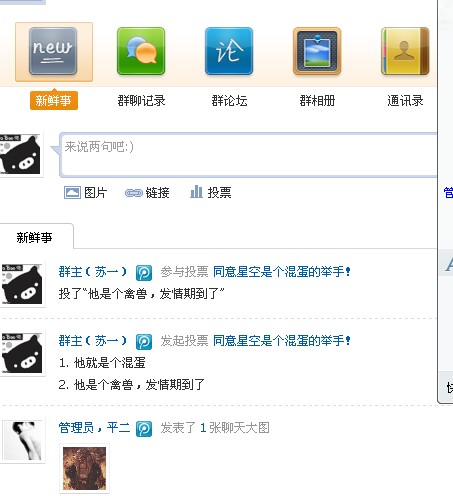 new
论
新鲜事
群聊记录
群论坛
群相册
通讯录
来说两句吧:)
图片
链接
投票
新鲜事
群主（苏一） 参与投票 同意星空是个混蛋的举手!
投了“他是个禽兽，发情期到了”
群主（苏一） 发起投票 同意星空是个混蛋的举手!
1. 他就是个混蛋
2. 他是个禽兽，发情期到了
管理员，平二 发表了 1 张聊天大图